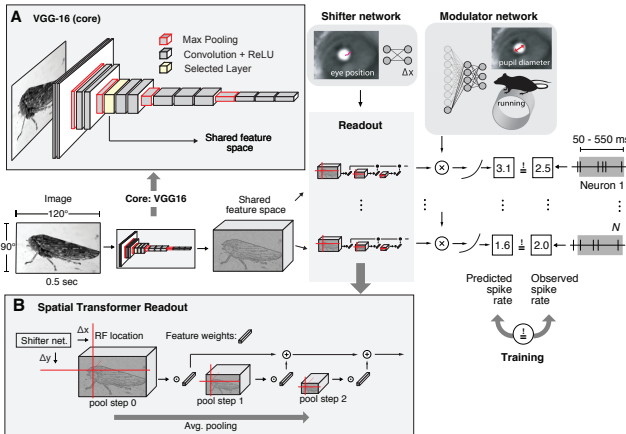 A
VGG-16 (core)
Max Pooling
Convolution + ReLU
Selected Layer
Shared feature
space
Shifter network
eye position
Δx
Modulator network
pupil diameter
running
Readout
50 - 550 ms
3.1
!
=
2.5
Neuron 1
Image
120°
90°
0.5 sec
Core: VGG16
Shared
feature space
1.6
!
=
2.0
N
Predicted
spike
rate
Observed
spike
rate
!
=
Training
B
Spatial Transformer Readout
Shifter net.
Δx
RF location
Δy
Feature weights:
pool step 0
pool step 1
pool step 2
Avg. pooling